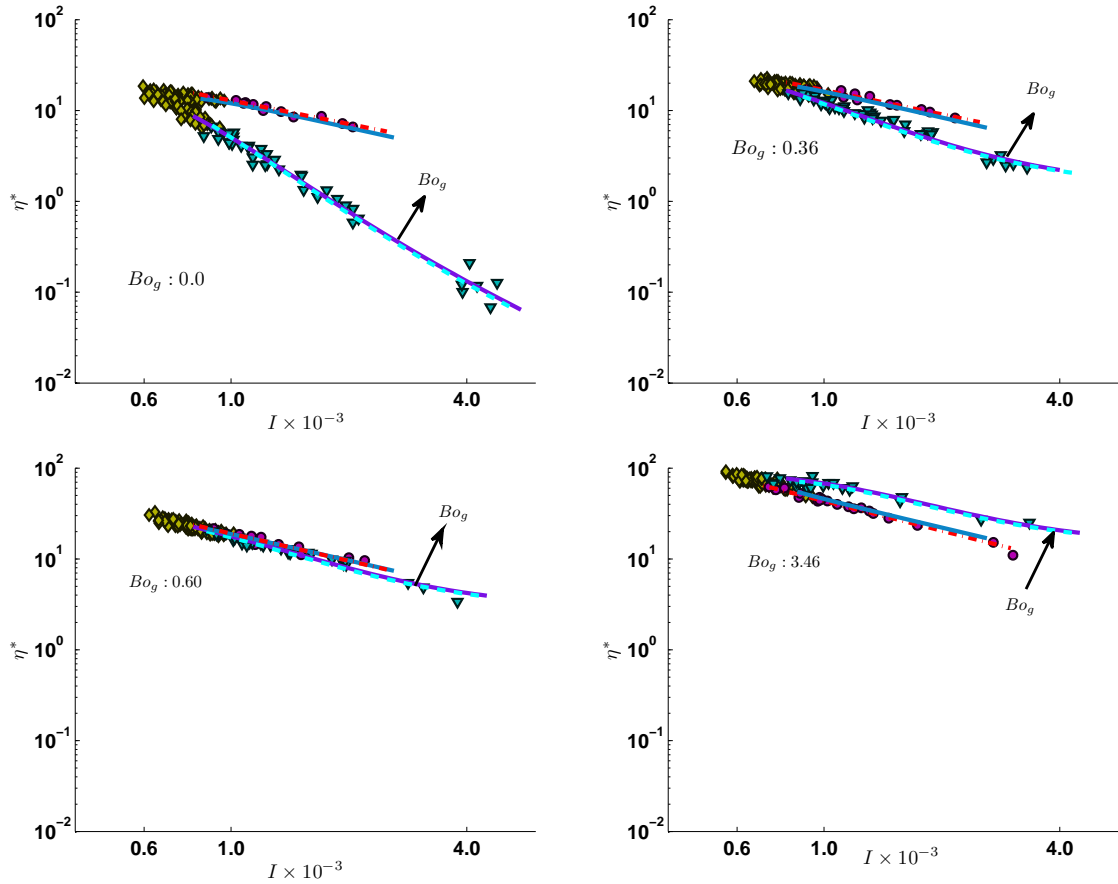 10^2
10^1
10^0
10^{-1}
10^{-2}
η*
Bo_g
Bo_g : 0.0
0.6 1.0 4.0
I × 10^{-3}
10^2
10^1
10^0
10^{-1}
10^{-2}
η*
Bo_g
Bo_g : 0.36
0.6 1.0 4.0
I × 10^{-3}
10^2
10^1
10^0
10^{-1}
10^{-2}
η*
Bo_g
Bo_g : 0.60
0.6 1.0 4.0
I × 10^{-3}
10^2
10^1
10^0
10^{-1}
10^{-2}
η*
Bo_g : 3.46
Bo_g
0.6 1.0 4.0
I × 10^{-3}